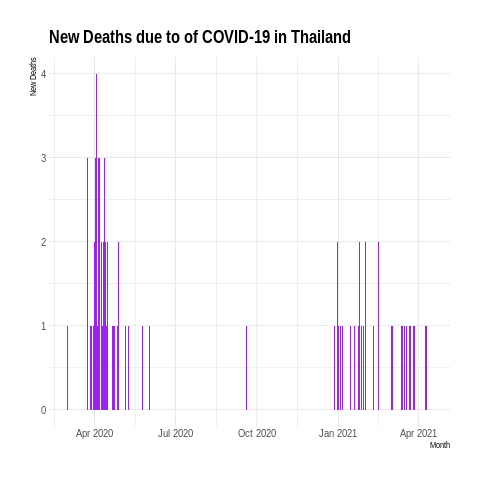 New Deaths due to of COVID-19 in Thailand
New Deaths
4
3
2
1
0
Apr 2020 Jul 2020 Oct 2020 Jan 2021 Apr 2021
Month